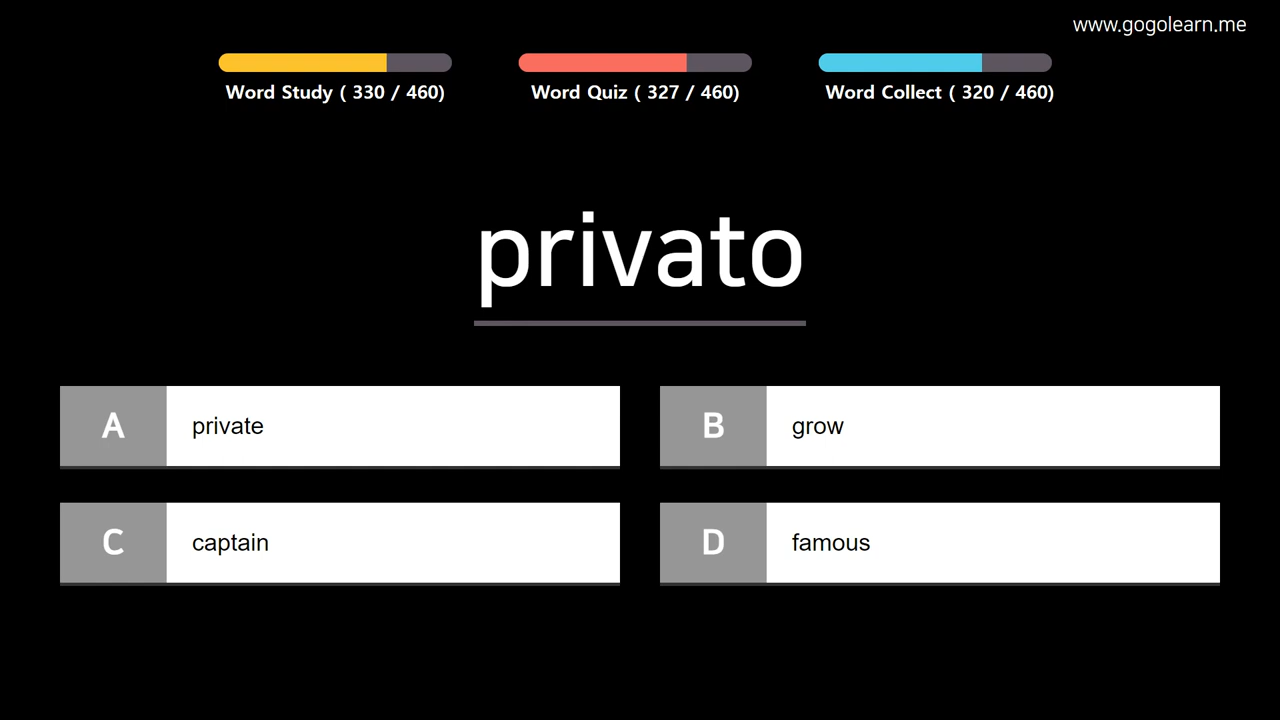 www.gogolearn.me
Word Study ( 330 / 460)
Word Quiz ( 327 / 460)
Word Collect ( 320 / 460)
privato
A private
B grow
C captain
D famous